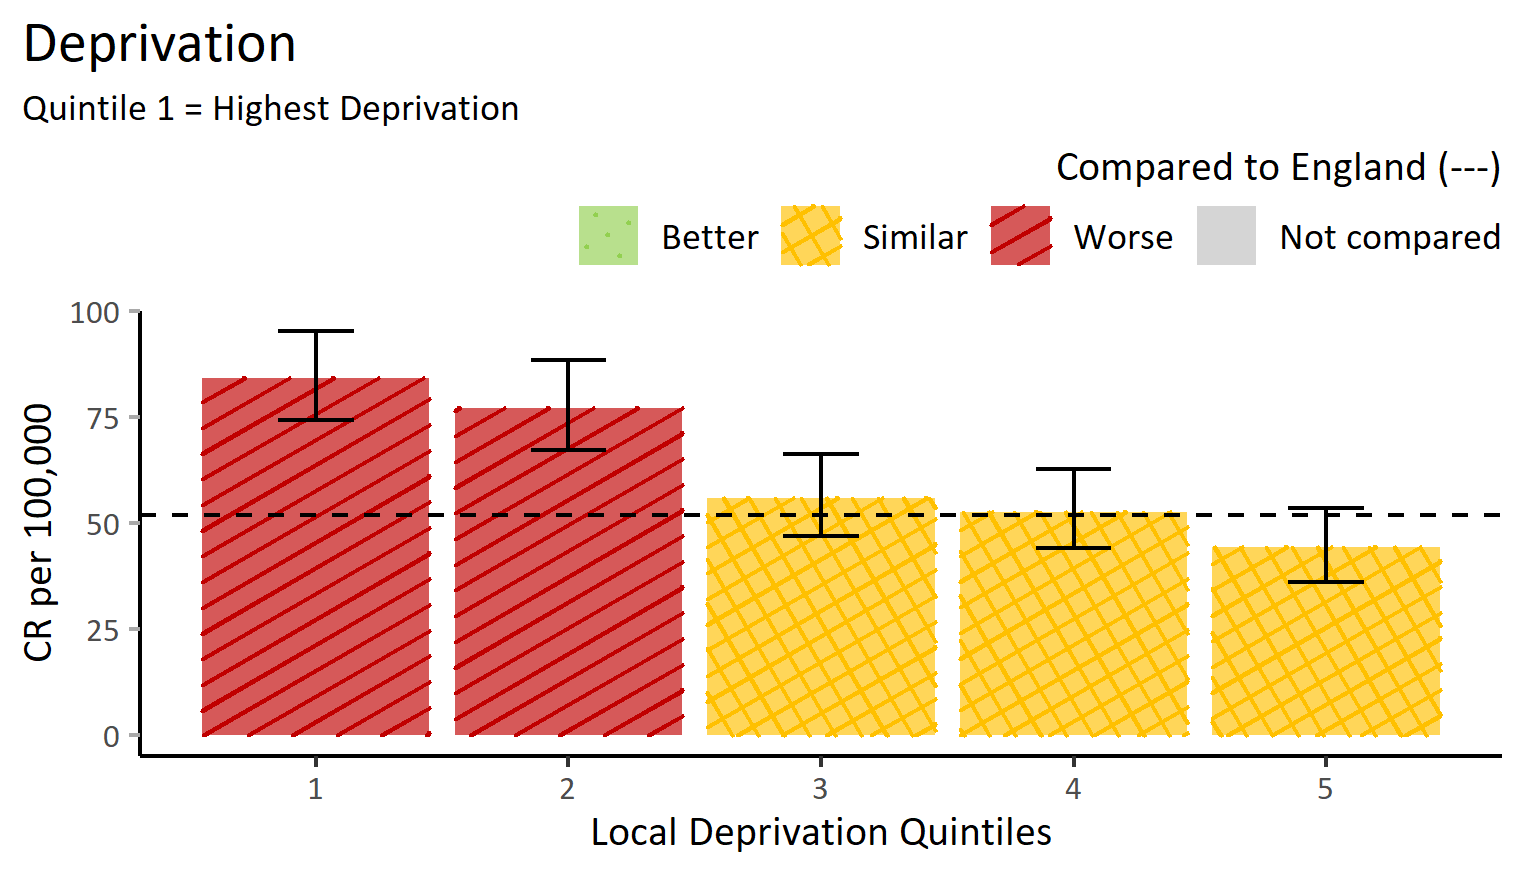 Deprivation
Quintile 1 = Highest Deprivation
Compared to England (---)
Better Similar Worse Not compared
100
75
50
25
0
CR per 100,000
1 2 3 4 5
Local Deprivation Quintiles